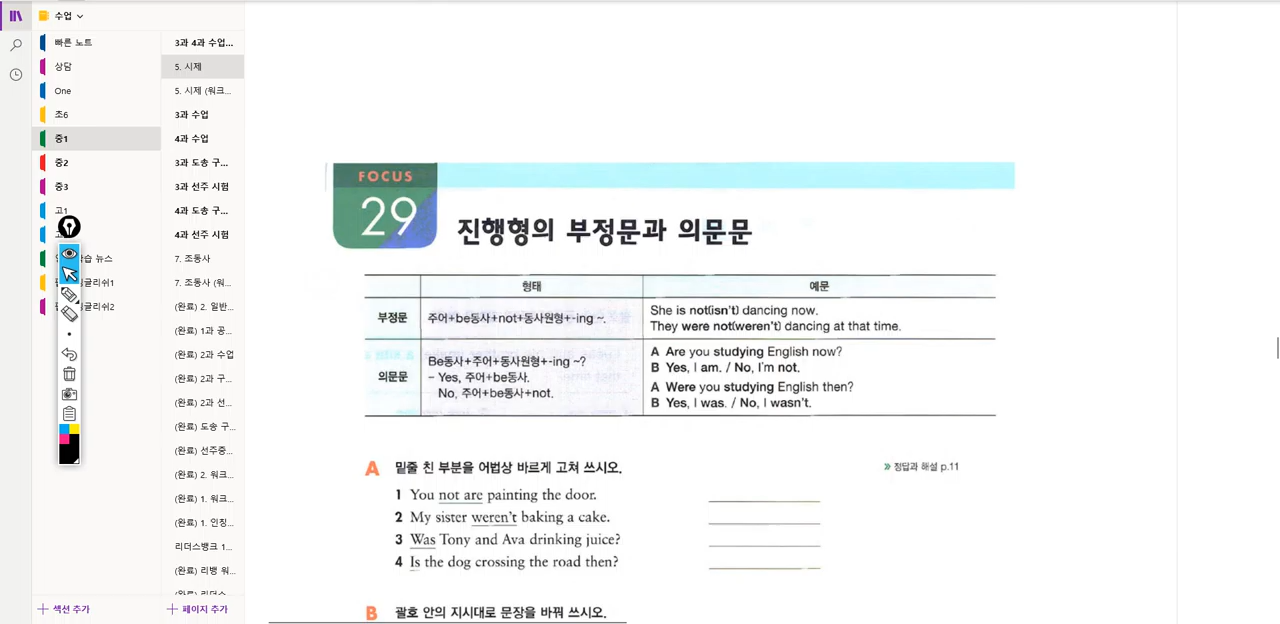 수업
빠른 노트
상담
One
초6
중1
중2
중3
고1
뉴스
3과 4과 수업...
5. 시제
5. 시제 (워크...
3과 수업
4과 수업
3과 도송 구...
3과 선주 시험
4과 도송 구...
4과 선주 시험
7. 조동사
7. 조동사 (워...
(완료) 2. 일반...
(완료) 1과 공...
(완료) 2과 수업
(완료) 2과 구...
(완료) 2과 선...
(완료) 도송 구...
(완료) 선주중...
(완료) 2. 워크...
(완료) 1. 워크...
(완료) 1. 인칭...
리더스뱅크 1...
(완료) 리뱅 워...
섹션 추가
페이지 추가
FOCUS
29
진행형의 부정문과 의문문
형태
예문
부정문
주어+be동사+not+동사원형+-ing ~.
She is not(isn't) dancing now.
They were not(weren't) dancing at that time.
의문문
Be동사+주어+동사원형+-ing ~?
– Yes, 주어+be동사.
No, 주어+be동사+not.
A Are you studying English now?
B Yes, I am. / No, I'm not.
A Were you studying English then?
B Yes, I was. / No, I wasn't.
A 밑줄 친 부분을 어법상 바르게 고쳐 쓰시오.
» 정답과 해설 p.11
1 You not are painting the door.
2 My sister weren't baking a cake.
3 Was Tony and Ava drinking juice?
4 Is the dog crossing the road then?
B 괄호 안의 지시대로 문장을 바꿔 쓰시오.